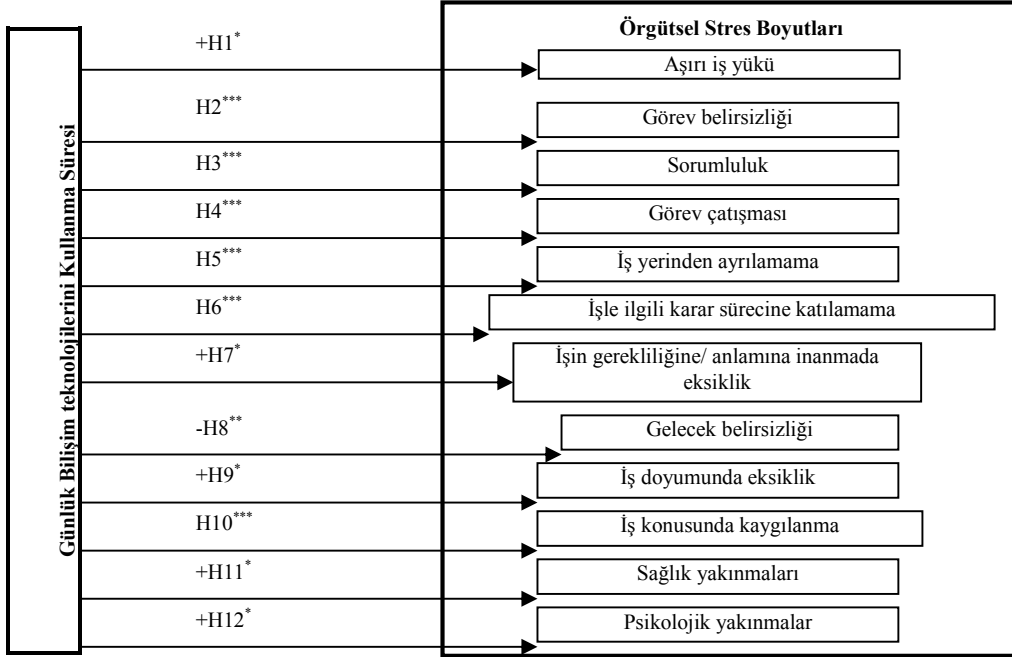 Örgütsel Stres Boyutları
Günlük Bilişim teknolojilerini Kullanma Süresi
+H1*
Aşırı iş yükü
H2***
Görev belirsizliği
H3***
Sorumluluk
H4***
Görev çatışması
H5***
İş yerinden ayrılamama
H6***
İşle ilgili karar sürecine katılamama
+H7*
İşin gerekliliğine/ anlamına inanmada
eksiklik
-H8**
Gelecek belirsizliği
+H9*
İş doyumunda eksiklik
H10***
İş konusunda kaygılanma
+H11*
Sağlık yakınmaları
+H12*
Psikolojik yakınmalar